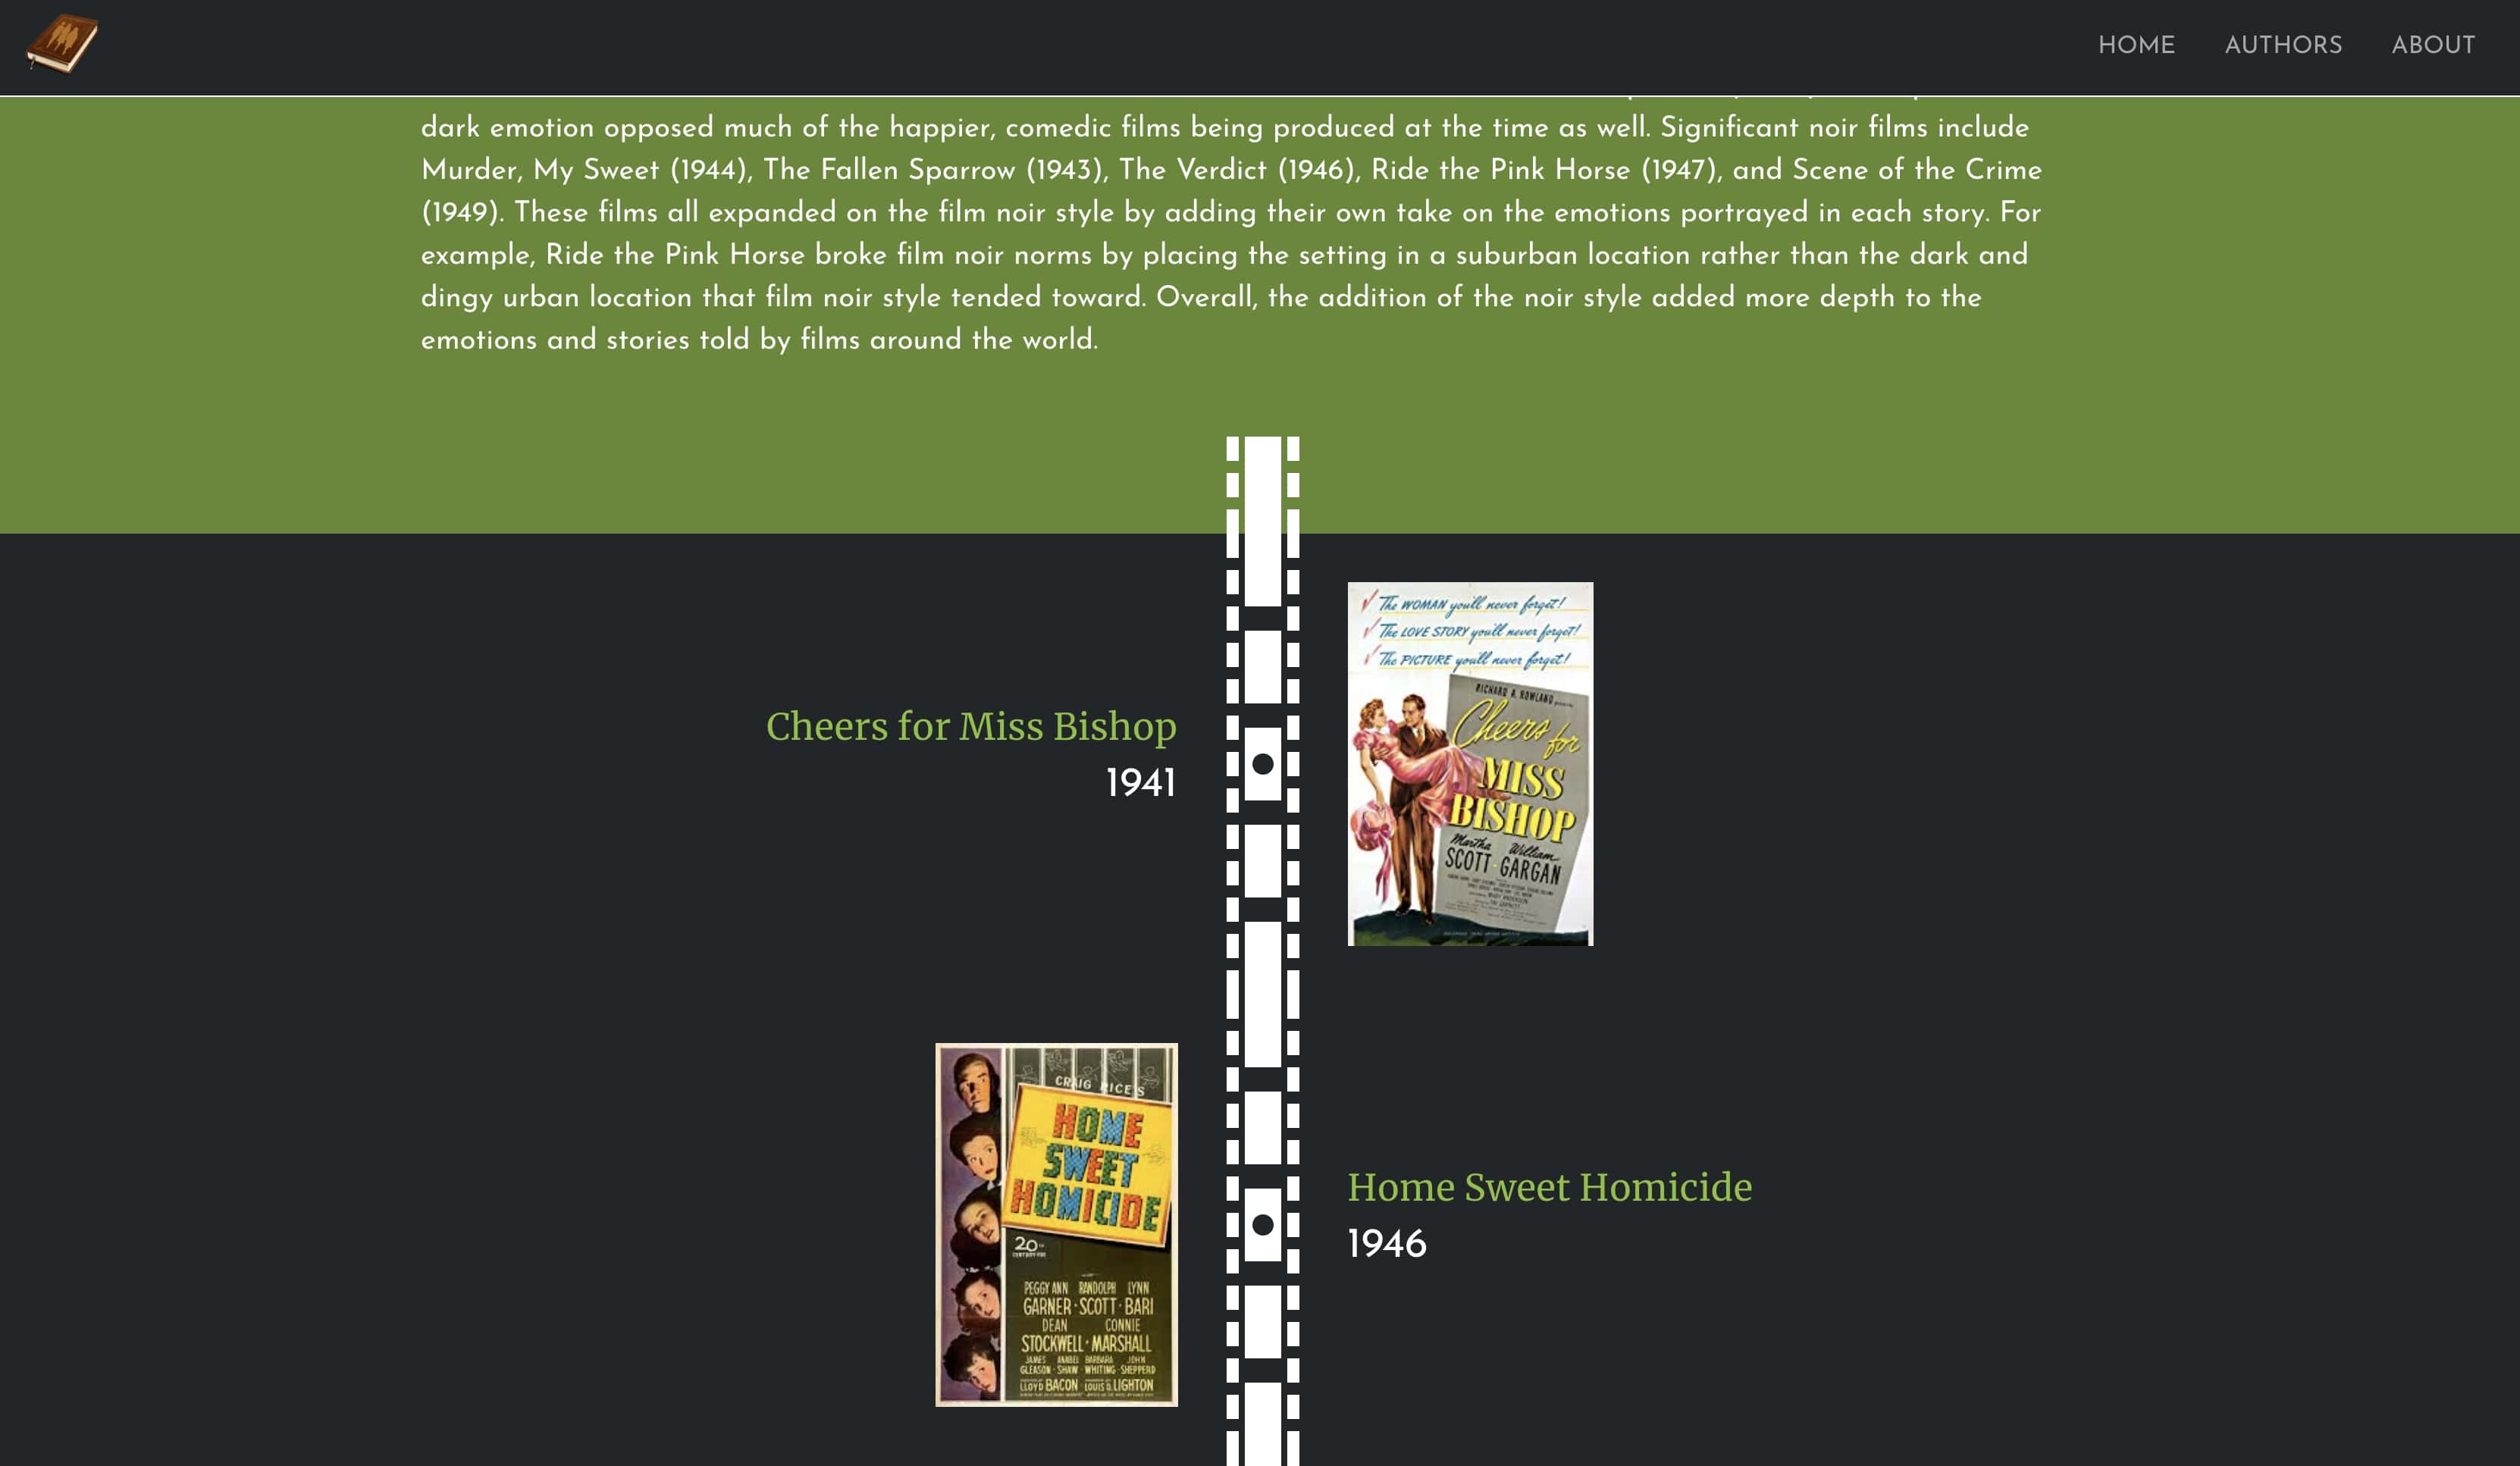 HOME AUTHORS ABOUT
dark emotion opposed much of the happier, comedic films being produced at the time as well. Significant noir films include
Murder, My Sweet (1944), The Fallen Sparrow (1943), The Verdict (1946), Ride the Pink Horse (1947), and Scene of the Crime
(1949). These films all expanded on the film noir style by adding their own take on the emotions portrayed in each story. For
example, Ride the Pink Horse broke film noir norms by placing the setting in a suburban location rather than the dark and
dingy urban location that film noir style tended toward. Overall, the addition of the noir style added more depth to the
emotions and stories told by films around the world.
Cheers for Miss Bishop
1941
The WOMAN you'll never forget!
The LOVE STORY you'll never forget!
The PICTURE you'll never forget!
RICHARD A. ROWLAND presents
Cheers for
MISS
BISHOP
Martha William
SCOTT · GARGAN
CRAIG RICE'S
HOME
SWEET
HOMICIDE
20th
CENTURY-FOX
PEGGY ANN RANDOLPH LYNN
GARNER · SCOTT · BARI
DEAN CONNIE
STOCKWELL · MARSHALL
JAMES ANABEL BARBARA JOHN
GLEASON · SHAW · WHITING · SHEPPERD
LLOYD BACON LOUIS D. LIGHTON
Home Sweet Homicide
1946